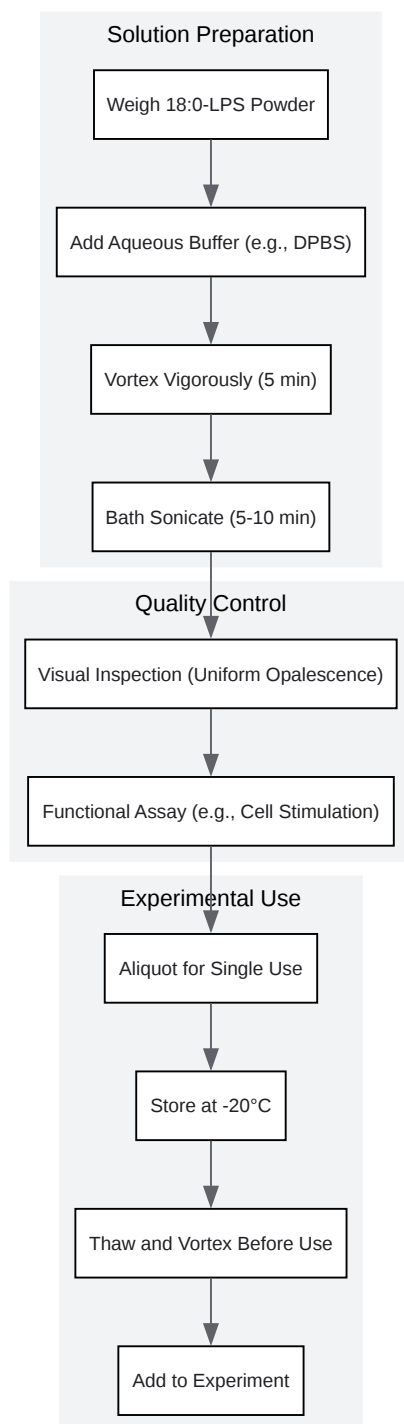 Solution Preparation
Weigh 18:0-LPS Powder
Add Aqueous Buffer (e.g., DPBS)
Vortex Vigorously (5 min)
Bath Sonicate (5-10 min)
Quality Control
Visual Inspection (Uniform Opalescence)
Functional Assay (e.g., Cell Stimulation)
Experimental Use
Aliquot for Single Use
Store at -20°C
Thaw and Vortex Before Use
Add to Experiment